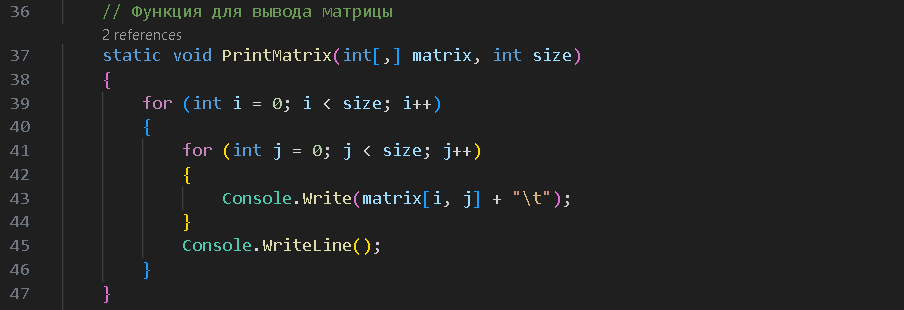 36 // Функция для вывода матрицы
2 references
37 static void PrintMatrix(int[,] matrix, int size)
38 {
39 for (int i = 0; i < size; i++)
40 {
41 for (int j = 0; j < size; j++)
42 {
43 Console.Write(matrix[i, j] + "\t");
44 }
45 Console.WriteLine();
46 }
47 }